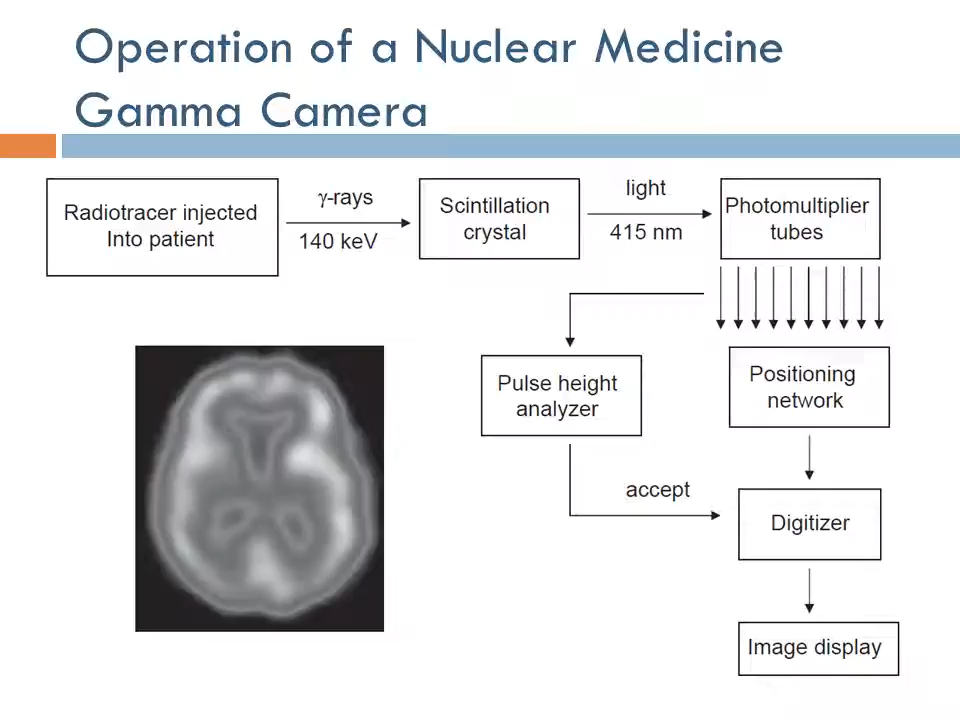 Operation of a Nuclear Medicine
Gamma Camera
Radiotracer injected
Into patient
γ-rays
140 keV
Scintillation
crystal
light
415 nm
Photomultiplier
tubes
Pulse height
analyzer
Positioning
network
accept
Digitizer
Image display